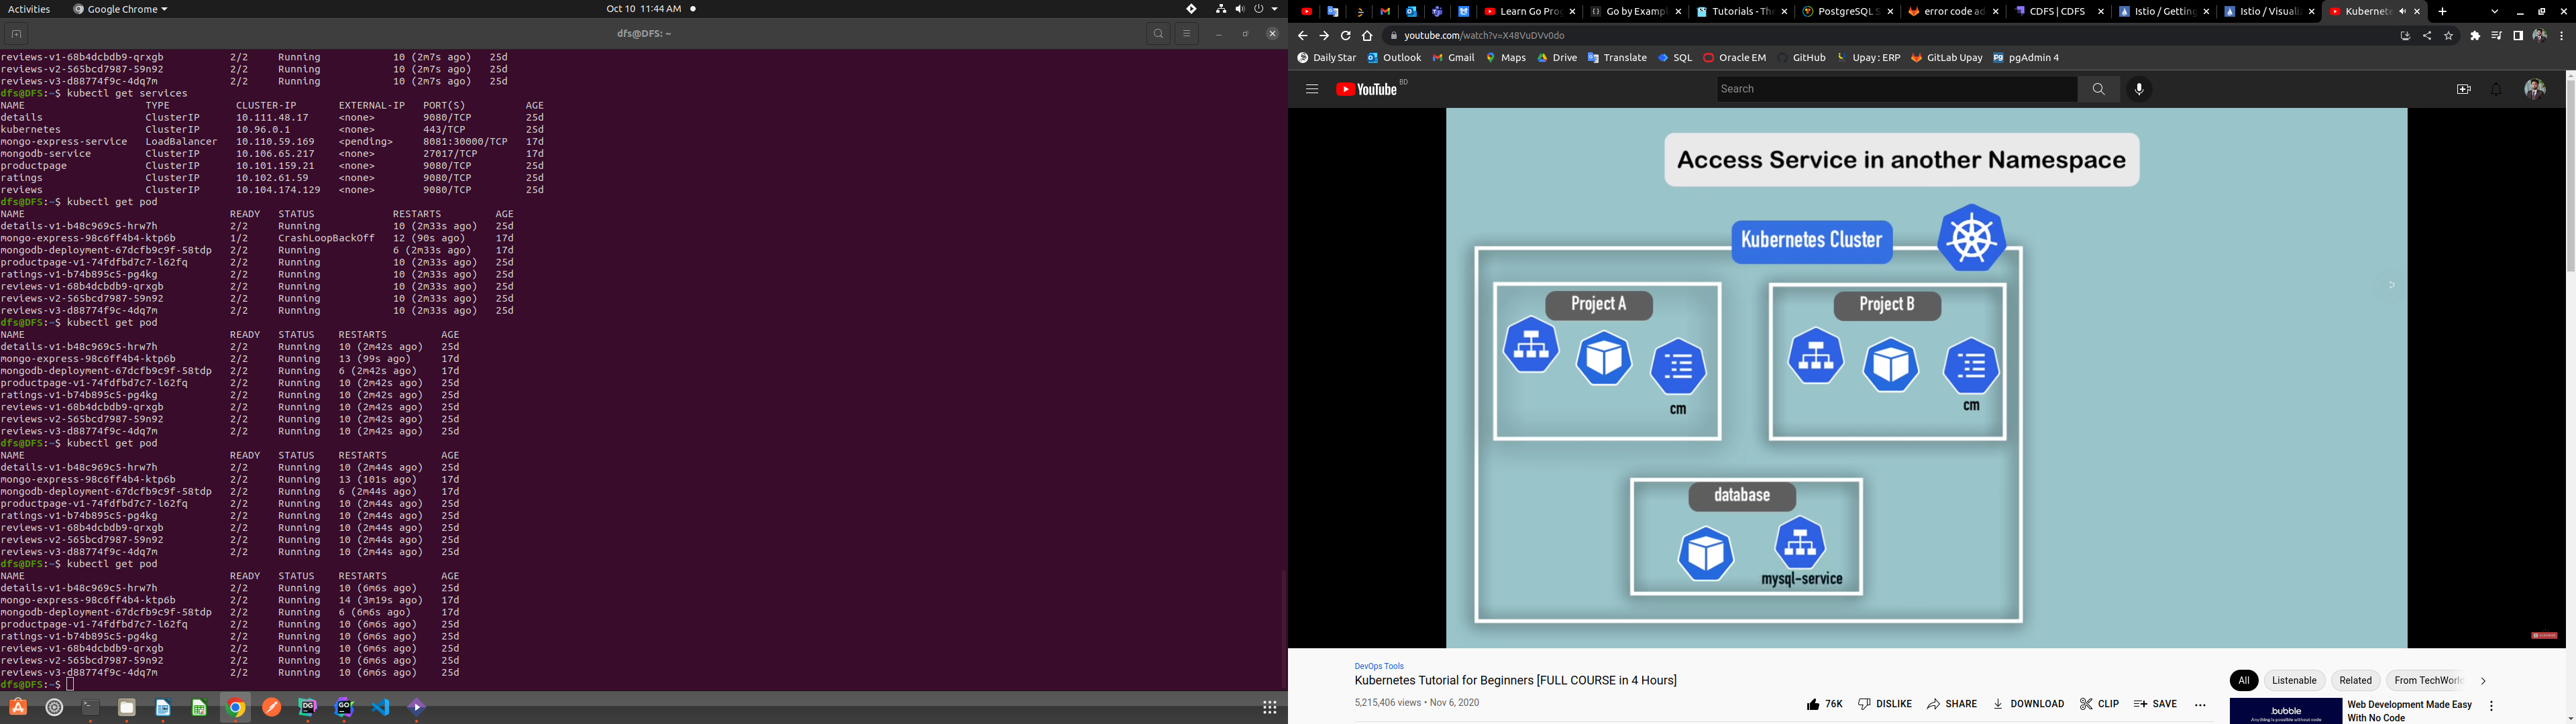 Activities Google Chrome Oct 10 11:44 AM
dfs@DFS: ~
reviews-v1-68b4dcbdb9-qrxgb 2/2 Running 10 (2m7s ago) 25d
reviews-v2-565bcd7987-59n92 2/2 Running 10 (2m7s ago) 25d
reviews-v3-d88774f9c-4dq7m 2/2 Running 10 (2m7s ago) 25d
dfs@DFS:~$ kubectl get services
NAME TYPE CLUSTER-IP EXTERNAL-IP PORT(S) AGE
details ClusterIP 10.111.48.17 <none> 9080/TCP 25d
kubernetes ClusterIP 10.96.0.1 <none> 443/TCP 25d
mongo-express-service LoadBalancer 10.110.59.169 <pending> 8081:30000/TCP 17d
mongodb-service ClusterIP 10.106.65.217 <none> 27017/TCP 17d
productpage ClusterIP 10.101.159.21 <none> 9080/TCP 25d
ratings ClusterIP 10.102.61.59 <none> 9080/TCP 25d
reviews ClusterIP 10.104.174.129 <none> 9080/TCP 25d
dfs@DFS:~$ kubectl get pod
NAME READY STATUS RESTARTS AGE
details-v1-b48c969c5-hrw7h 2/2 Running 10 (2m33s ago) 25d
mongo-express-98c6ff4b4-ktp6b 1/2 CrashLoopBackOff 12 (90s ago) 17d
mongodb-deployment-67dcfb9c9f-58tdp 2/2 Running 6 (2m33s ago) 17d
productpage-v1-74fdfbd7c7-l62fq 2/2 Running 10 (2m33s ago) 25d
ratings-v1-b74b895c5-pg4kg 2/2 Running 10 (2m33s ago) 25d
reviews-v1-68b4dcbdb9-qrxgb 2/2 Running 10 (2m33s ago) 25d
reviews-v2-565bcd7987-59n92 2/2 Running 10 (2m33s ago) 25d
reviews-v3-d88774f9c-4dq7m 2/2 Running 10 (2m33s ago) 25d
dfs@DFS:~$ kubectl get pod
NAME READY STATUS RESTARTS AGE
details-v1-b48c969c5-hrw7h 2/2 Running 10 (2m42s ago) 25d
mongo-express-98c6ff4b4-ktp6b 2/2 Running 13 (99s ago) 17d
mongodb-deployment-67dcfb9c9f-58tdp 2/2 Running 6 (2m42s ago) 17d
productpage-v1-74fdfbd7c7-l62fq 2/2 Running 10 (2m42s ago) 25d
ratings-v1-b74b895c5-pg4kg 2/2 Running 10 (2m42s ago) 25d
reviews-v1-68b4dcbdb9-qrxgb 2/2 Running 10 (2m42s ago) 25d
reviews-v2-565bcd7987-59n92 2/2 Running 10 (2m42s ago) 25d
reviews-v3-d88774f9c-4dq7m 2/2 Running 10 (2m42s ago) 25d
dfs@DFS:~$ kubectl get pod
NAME READY STATUS RESTARTS AGE
details-v1-b48c969c5-hrw7h 2/2 Running 10 (2m44s ago) 25d
mongo-express-98c6ff4b4-ktp6b 2/2 Running 13 (101s ago) 17d
mongodb-deployment-67dcfb9c9f-58tdp 2/2 Running 6 (2m44s ago) 17d
productpage-v1-74fdfbd7c7-l62fq 2/2 Running 10 (2m44s ago) 25d
ratings-v1-b74b895c5-pg4kg 2/2 Running 10 (2m44s ago) 25d
reviews-v1-68b4dcbdb9-qrxgb 2/2 Running 10 (2m44s ago) 25d
reviews-v2-565bcd7987-59n92 2/2 Running 10 (2m44s ago) 25d
reviews-v3-d88774f9c-4dq7m 2/2 Running 10 (2m44s ago) 25d
dfs@DFS:~$ kubectl get pod
NAME READY STATUS RESTARTS AGE
details-v1-b48c969c5-hrw7h 2/2 Running 10 (6m6s ago) 25d
mongo-express-98c6ff4b4-ktp6b 2/2 Running 14 (3m19s ago) 17d
mongodb-deployment-67dcfb9c9f-58tdp 2/2 Running 6 (6m6s ago) 17d
productpage-v1-74fdfbd7c7-l62fq 2/2 Running 10 (6m6s ago) 25d
ratings-v1-b74b895c5-pg4kg 2/2 Running 10 (6m6s ago) 25d
reviews-v1-68b4dcbdb9-qrxgb 2/2 Running 10 (6m6s ago) 25d
reviews-v2-565bcd7987-59n92 2/2 Running 10 (6m6s ago) 25d
reviews-v3-d88774f9c-4dq7m 2/2 Running 10 (6m6s ago) 25d
dfs@DFS:~$
Learn Go Pro Go by Examp Tutorials - The PostgreSQL S error code ad CDFS | CDFS Istio / Getting Istio / Visuali Kubernete
youtube.com/watch?v=X48VuDVv0do
Daily Star Outlook Gmail Maps Drive Translate SQL Oracle EM GitHub Upay : ERP GitLab Upay pgAdmin 4
YouTube BD Search
Access Service in another Namespace
Kubernetes Cluster
Project A Project B
cm cm
database
mysql-service
DevOps Tools
Kubernetes Tutorial for Beginners [FULL COURSE in 4 Hours]
5,215,406 views • Nov 6, 2020 76K DISLIKE SHARE DOWNLOAD CLIP SAVE
All Listenable Related From TechWorld
.bubble
Anything is possible without code
Web Development Made Easy
With No Code